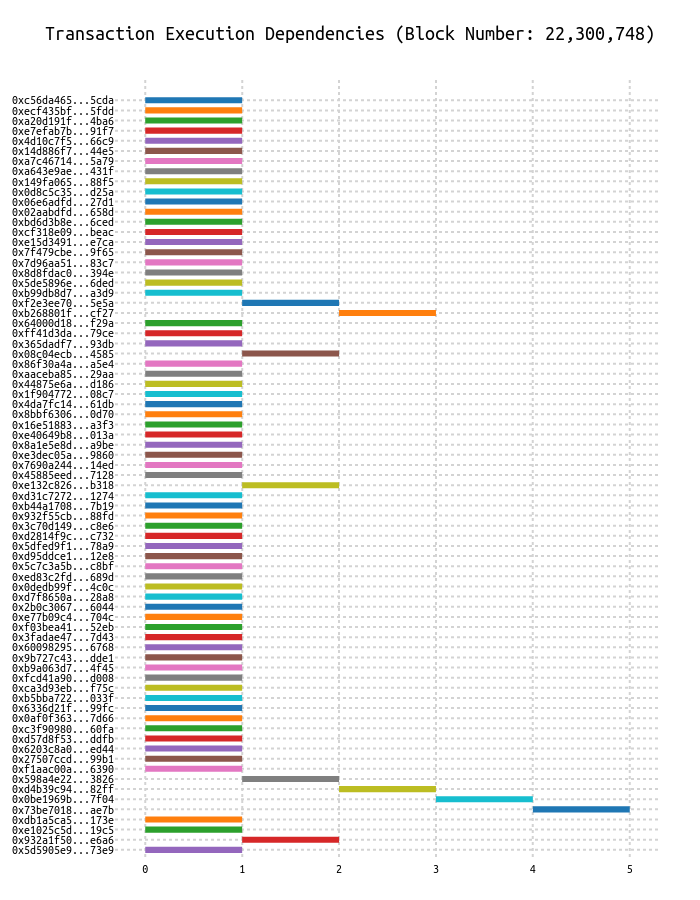 Transaction Execution Dependencies (Block Number: 22,300,748)
0xc56da465...5cda
0xecf435bf...5fdd
0xa20d191f...4ba6
0xe7efab7b...91f7
0x4d10c7f5...66c9
0x14d886f7...44e5
0xa7c46714...5a79
0xa643e9ae...431f
0x149fa065...88f5
0x0d8c5c35...d25a
0x06e6adfd...27d1
0x02aabdfd...658d
0xbd6d3b8e...6ced
0xcf318e09...beac
0xe15d3491...e7ca
0x7f479cbe...9f65
0x7d96aa51...83c7
0x8d8fdac0...394e
0x5de5896e...6ded
0xb99db8d7...a3d9
0xf2e3ee70...5e5a
0xb268801f...cf27
0x64000d18...f29a
0xff41d3da...79ce
0x365dadf7...93db
0x08c04ecb...4585
0x86f30a4a...a5e4
0xaaceba85...29aa
0x44875e6a...d186
0x1f904772...08c7
0x4da7fc14...61db
0x8bbf6306...0d70
0x16e51883...a3f3
0xe40649b8...013a
0x8a1e5e8d...a9be
0xe3dec05a...9860
0x7690a244...14ed
0x45885eed...7128
0xe132c826...b318
0xd31c7272...1274
0xb44a1708...7b19
0x932f55cb...88fd
0x3c70d149...c8e6
0xd2814f9c...c732
0x5dfed9f1...78a9
0xd95ddce1...12e8
0x5c7c3a5b...c8bf
0xed83c2fd...689d
0x0dedb99f...4c0c
0xd7f8650a...28a8
0x2b0c3067...6044
0xe77b09c4...704c
0xf03bea41...52eb
0x3fadae47...7d43
0x60098295...6768
0x9b727c43...dde1
0xb9a063d7...4f45
0xfcd41a90...d008
0xca3d93eb...f75c
0xb5bba722...033f
0x6336d21f...99fc
0x0af0f363...7d66
0xc3f90980...60fa
0xd57d8f53...ddfb
0x6203c8a0...ed44
0x27507ccd...99b1
0xf1aac00a...6390
0x598a4e22...3826
0xd4b39c94...82ff
0x0be1969b...7f04
0x73be7018...ae7b
0xdb1a5ca5...173e
0xe1025c5d...19c5
0x932a1f50...e6a6
0x5d5905e9...73e9
0 1 2 3 4 5